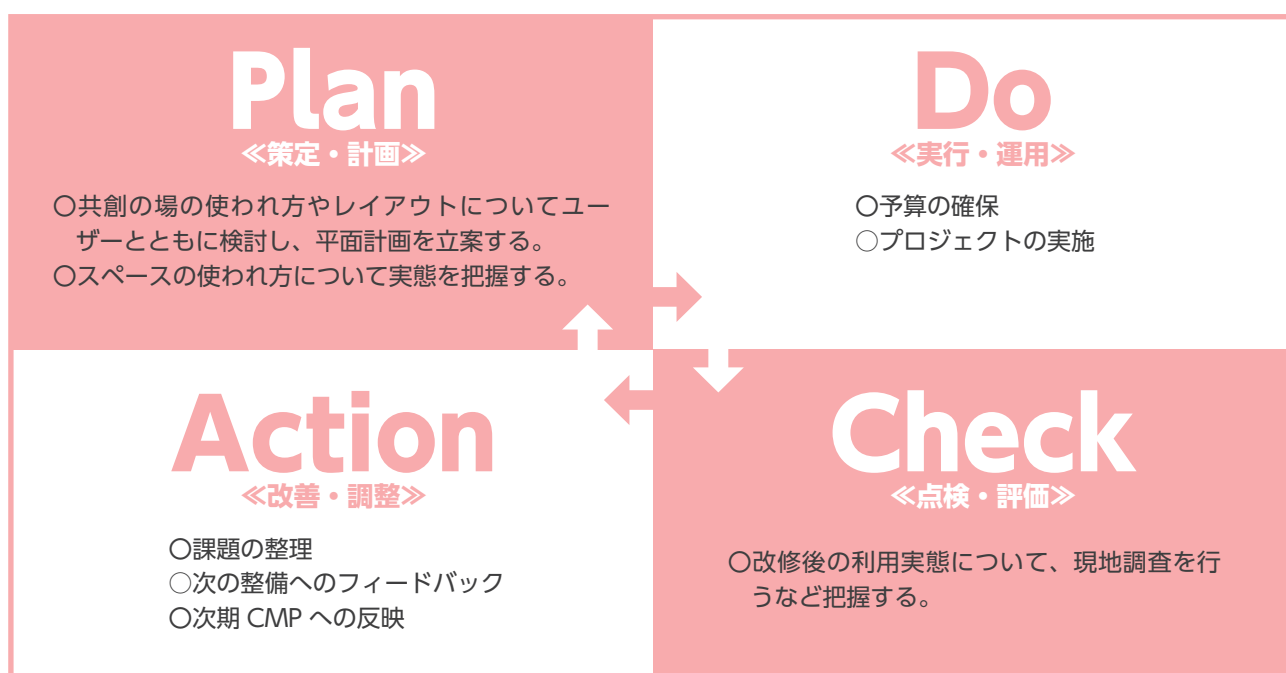 Plan
≪策定・計画≫
〇共創の場の使われ方やレイアウトについてユー
ザーとともに検討し、平面計画を立案する。
〇スペースの使われ方について実態を把握する。
Do
≪実行・運用≫
〇予算の確保
○プロジェクトの実施
Action
≪改善・調整≫
〇課題の整理
○次の整備へのフィードバック
〇次期 CMP への反映
Check
≪点検・評価≫
〇改修後の利用実態について、現地調査を行
うなど把握する。